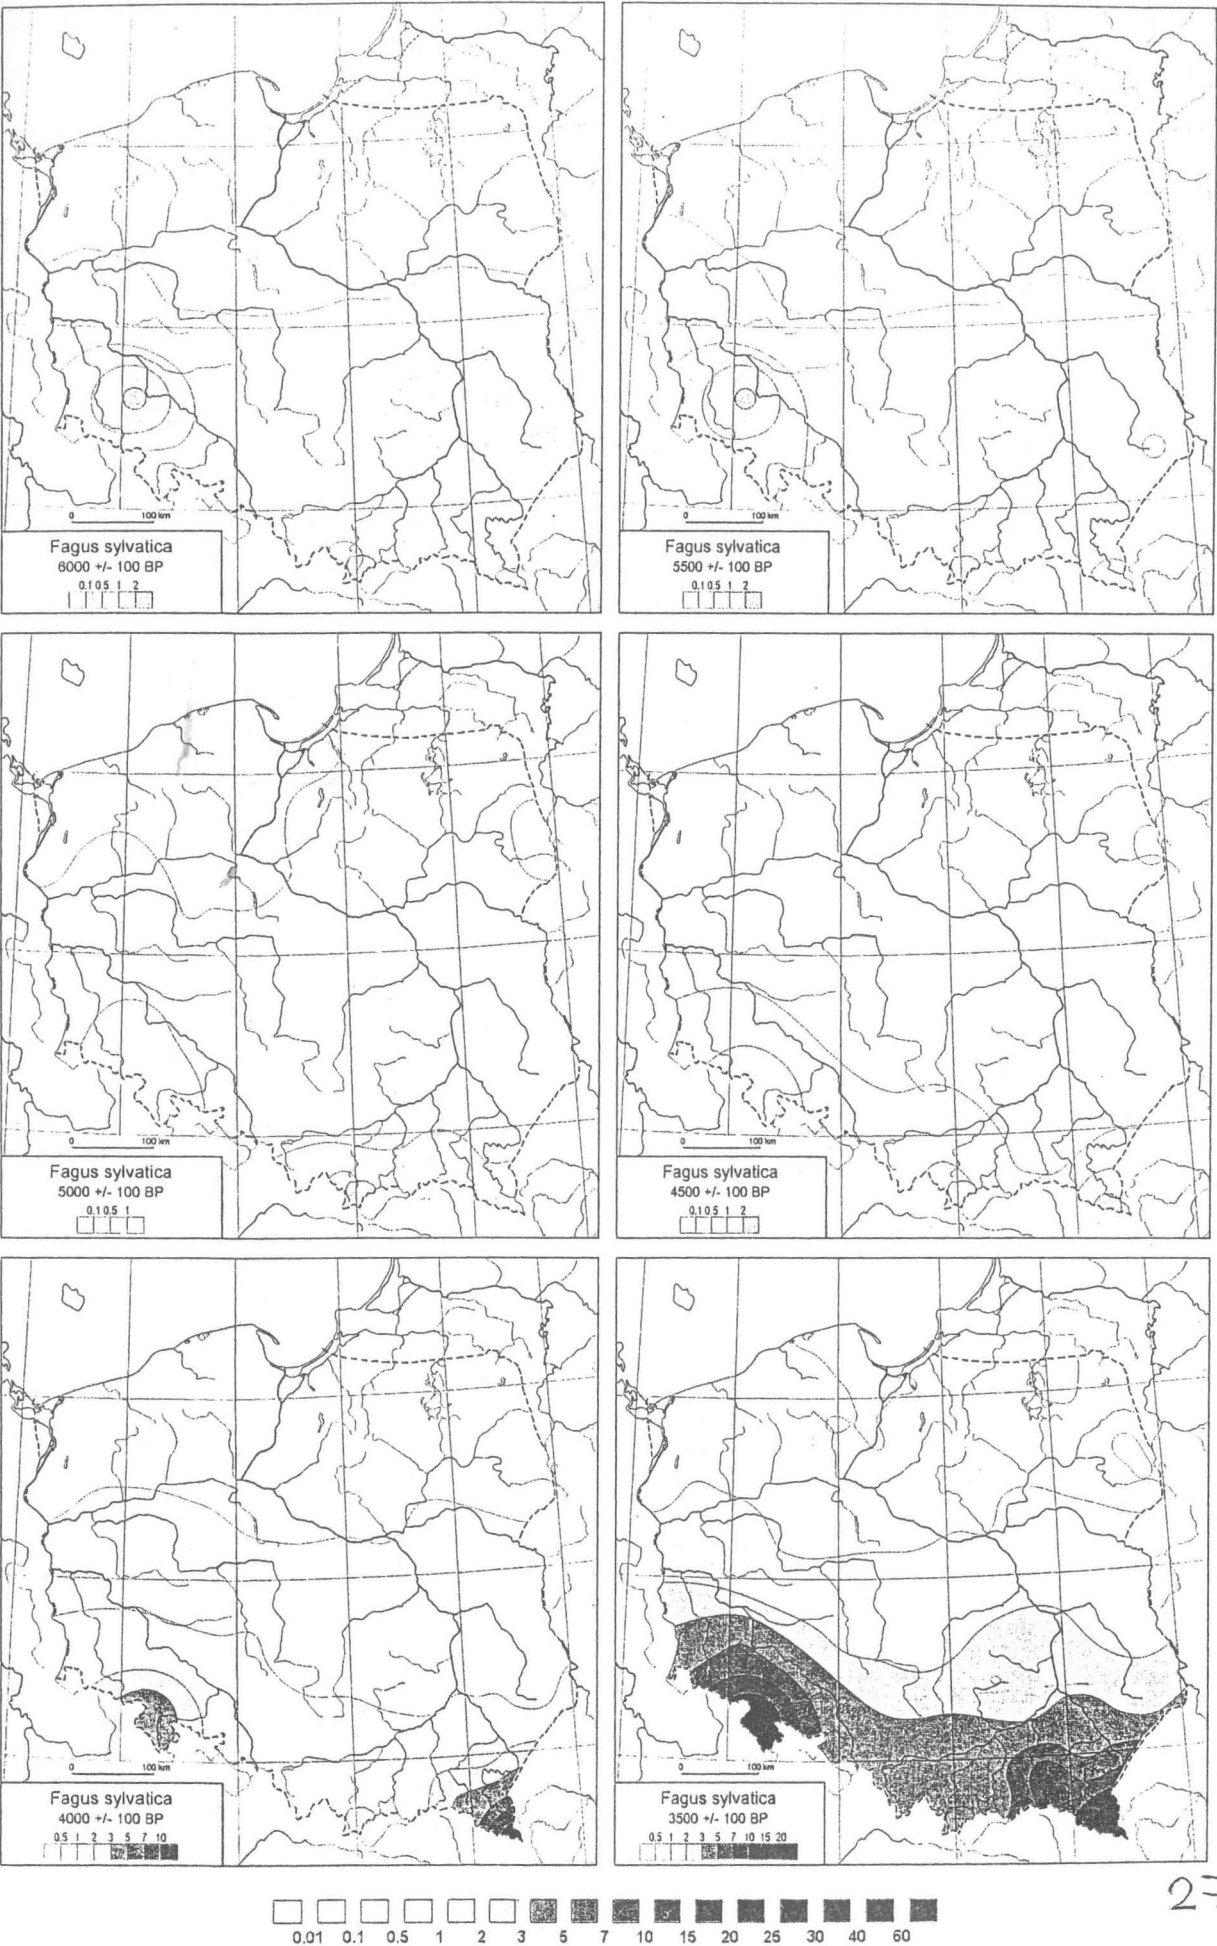 0 100 km
Fagus sylvatica
6000 +/- 100 BP
0.1 0.5 1 2
0 100 km
Fagus sylvatica
5500 +/- 100 BP
0.1 0.5 1 2
0 100 km
Fagus sylvatica
5000 +/- 100 BP
0.1 0.5 1
0 100 km
Fagus sylvatica
4500 +/- 100 BP
0.1 0.5 1 2
0 100 km
Fagus sylvatica
4000 +/- 100 BP
0.5 1 2 3 5 7 10
0 100 km
Fagus sylvatica
3500 +/- 100 BP
0.5 1 2 3 5 7 10 15 20
0.01 0.1 0.5 1 2 3 5 7 10 15 20 25 30 40 60